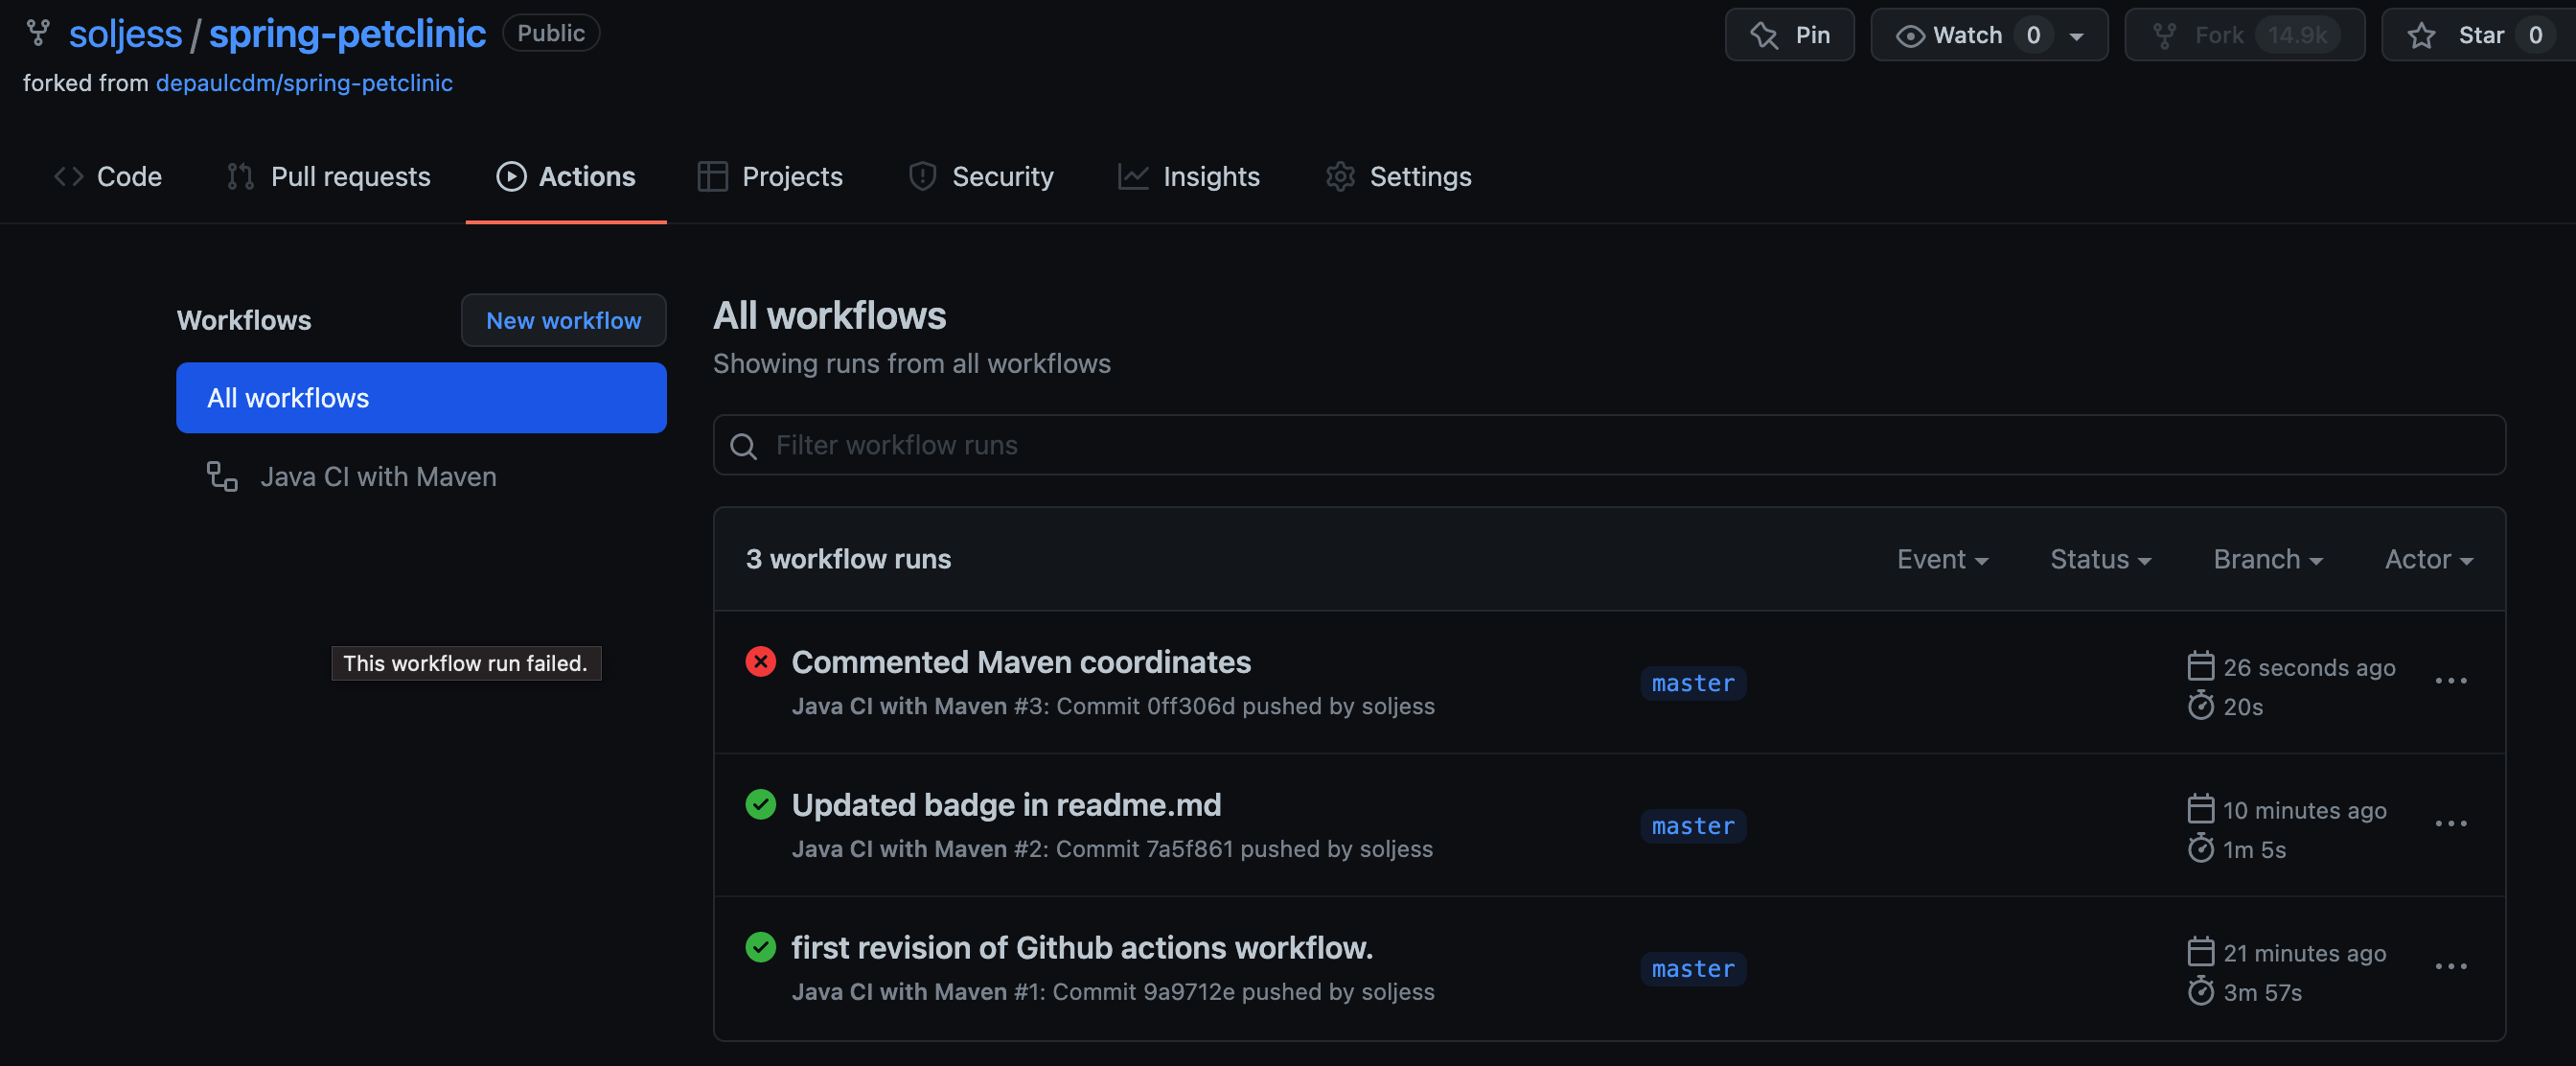 soljess / spring-petclinic Public
Pin Watch 0 Fork 14.9k Star 0
forked from depaulcdm/spring-petclinic
Code Pull requests Actions Projects Security Insights Settings
Workflows New workflow
All workflows
Java CI with Maven
This workflow run failed.
All workflows
Showing runs from all workflows
Filter workflow runs
3 workflow runs Event Status Branch Actor
Commented Maven coordinates
Java CI with Maven #3: Commit 0ff306d pushed by soljess
master
26 seconds ago
20s
Updated badge in readme.md
Java CI with Maven #2: Commit 7a5f861 pushed by soljess
master
10 minutes ago
1m 5s
first revision of Github actions workflow.
Java CI with Maven #1: Commit 9a9712e pushed by soljess
master
21 minutes ago
3m 57s